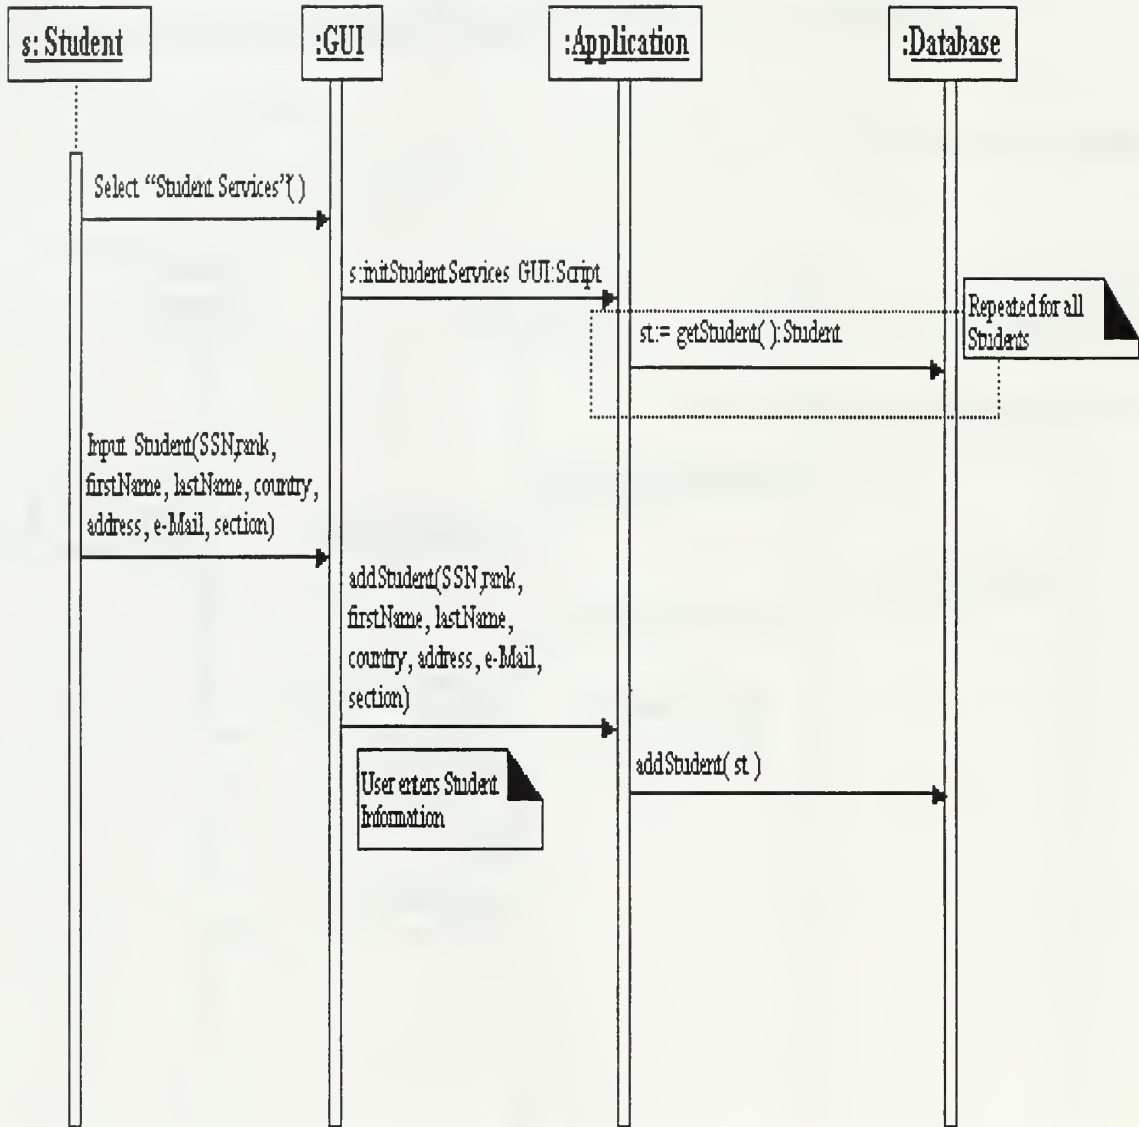 s: Student
:GUI
:Application
:Database
Select “Student Services”( )
s:initStudentServices GUI:Script
Repeated for all
Students
st:= getStudent( ):Student
Input Student(SSN,rank,
firstName, lastName, country,
address, e-Mail, section)
addStudent(SSN,rank,
firstName, lastName,
country, address, e-Mail,
section)
User enters Student
Information
addStudent( st )